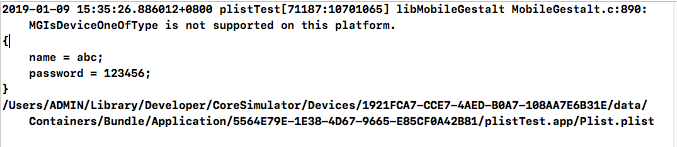 2019-01-09 15:35:26.886012+0800 plistTest[71187:10701065] libMobileGestalt MobileGestalt.c:890:
MGIsDeviceOneOfType is not supported on this platform.
{
name = abc;
password = 123456;
}
/Users/ADMIN/Library/Developer/CoreSimulator/Devices/1921FCA7-CCE7-4AED-B0A7-108AA7E6B31E/data/
Containers/Bundle/Application/5564E79E-1E38-4D67-9665-E85CF0A42B81/plistTest.app/Plist.plist